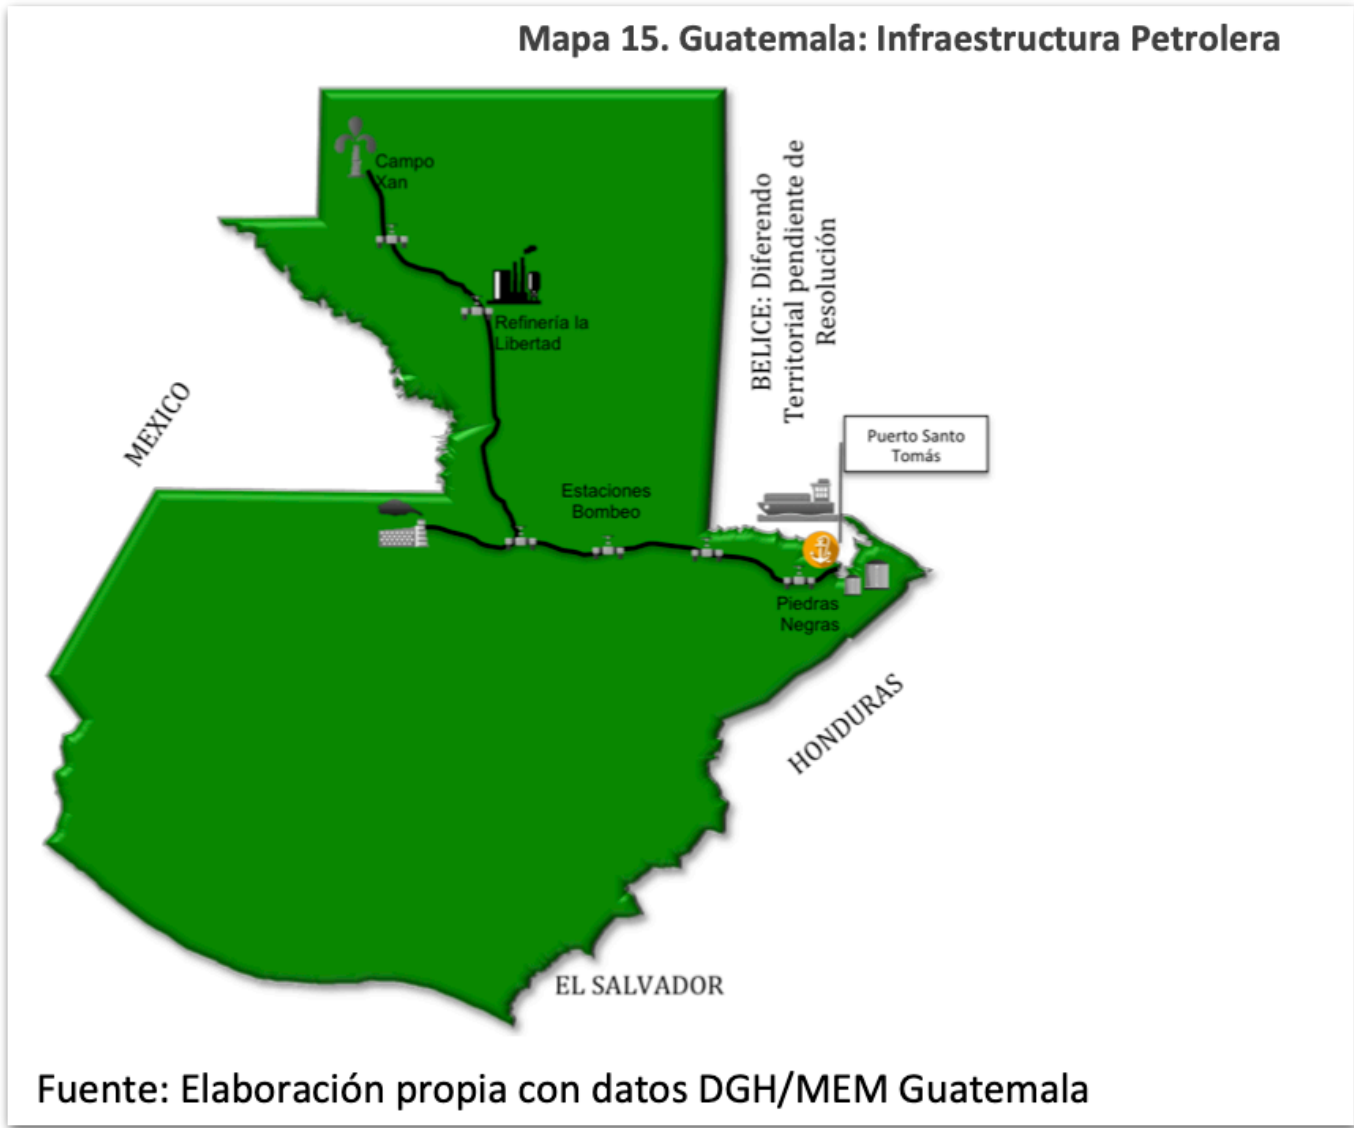 Mapa 15. Guatemala: Infraestructura Petrolera
Campo
Xan
BELICE: Diferendo
Territorial pendiente de
Resolución
Refinería la
Libertad
MEXICO
Puerto Santo
Tomás
Estaciones
Bombeo
Piedras
Negras
HONDURAS
EL SALVADOR
Fuente: Elaboración propia con datos DGH/MEM Guatemala